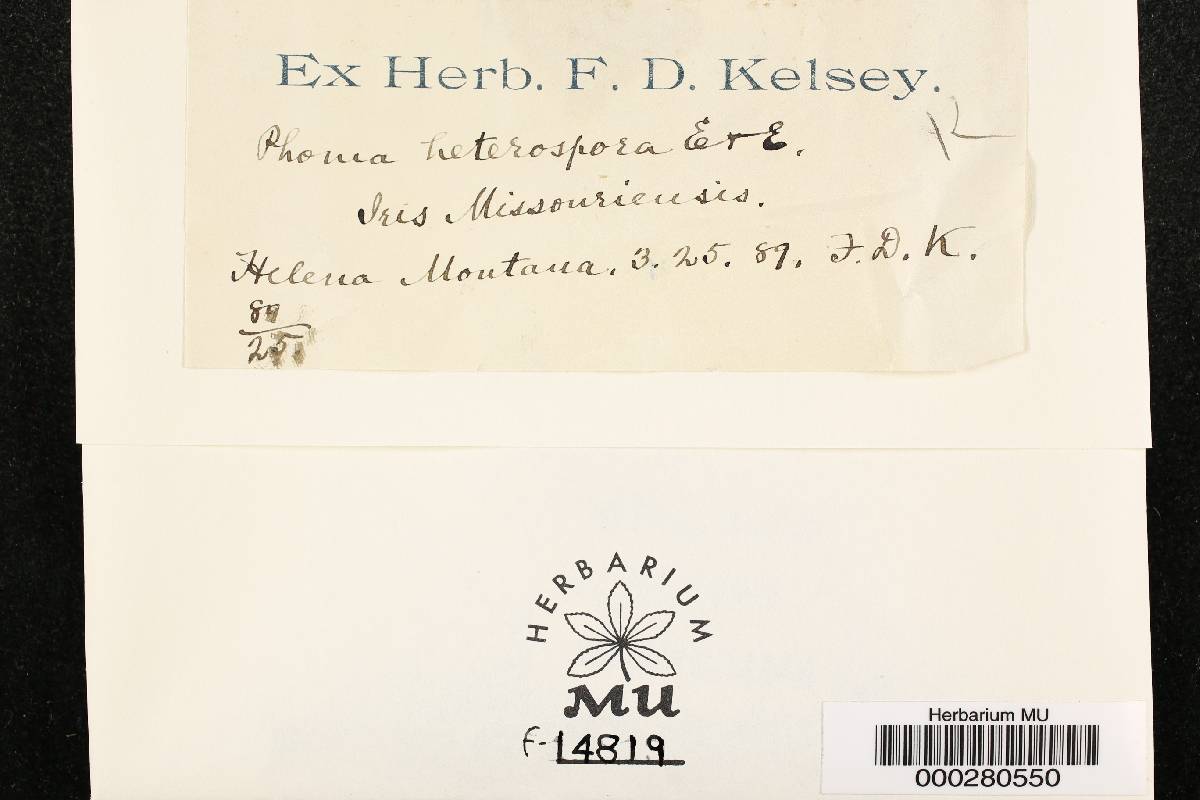 Ex Herb. F. D. Kelsey.
Phoma heterospora E & E.
Iris Missouriensis.
Helena Montana. 3. 25. 89. F. D. K.
25
HERBARIUM
MU
F-14819
Herbarium MU
000280550